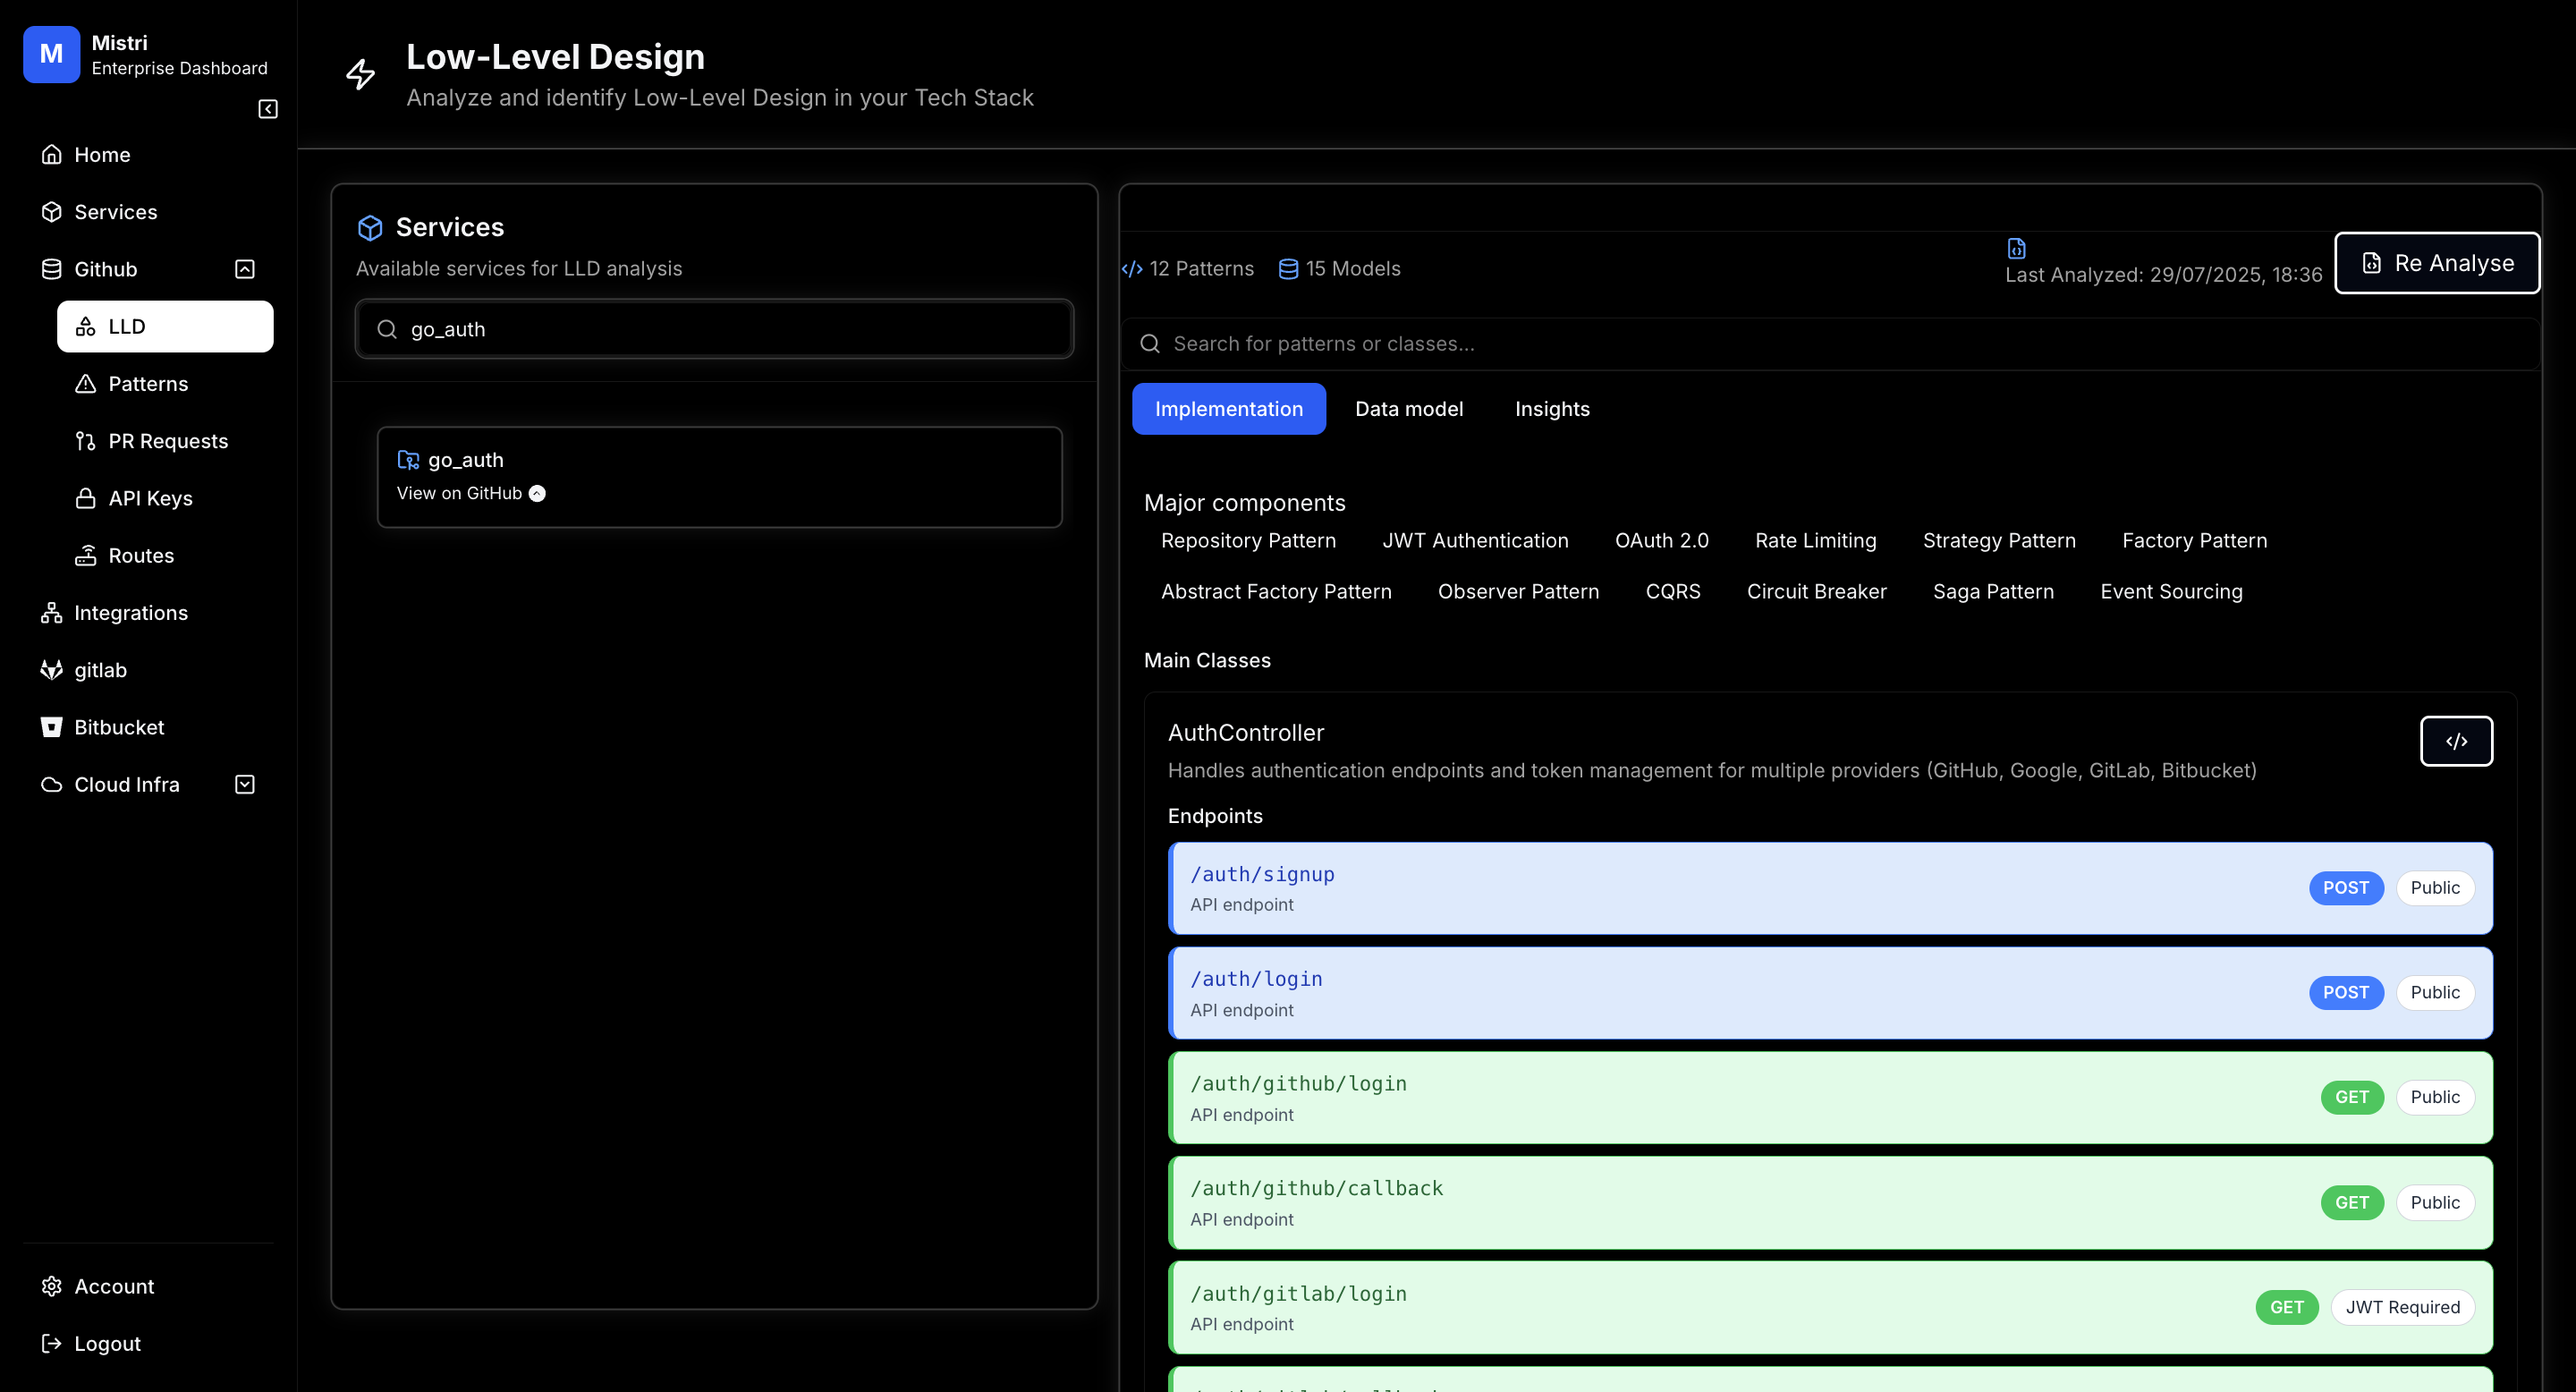 M
Mistri
Enterprise Dashboard
Home
Services
Github
LLD
Patterns
PR Requests
API Keys
Routes
Integrations
gitlab
Bitbucket
Cloud Infra
Account
Logout
Low-Level Design
Analyze and identify Low-Level Design in your Tech Stack
Services
Available services for LLD analysis
go_auth
go_auth
View on GitHub
12 Patterns 15 Models
Last Analyzed: 29/07/2025, 18:36
Re Analyse
Search for patterns or classes...
Implementation Data model Insights
Major components
Repository Pattern JWT Authentication OAuth 2.0 Rate Limiting Strategy Pattern Factory Pattern
Abstract Factory Pattern Observer Pattern CQRS Circuit Breaker Saga Pattern Event Sourcing
Main Classes
AuthController
Handles authentication endpoints and token management for multiple providers (GitHub, Google, GitLab, Bitbucket)
Endpoints
/auth/signup
API endpoint
POST Public
/auth/login
API endpoint
POST Public
/auth/github/login
API endpoint
GET Public
/auth/github/callback
API endpoint
GET Public
/auth/gitlab/login
API endpoint
GET JWT Required